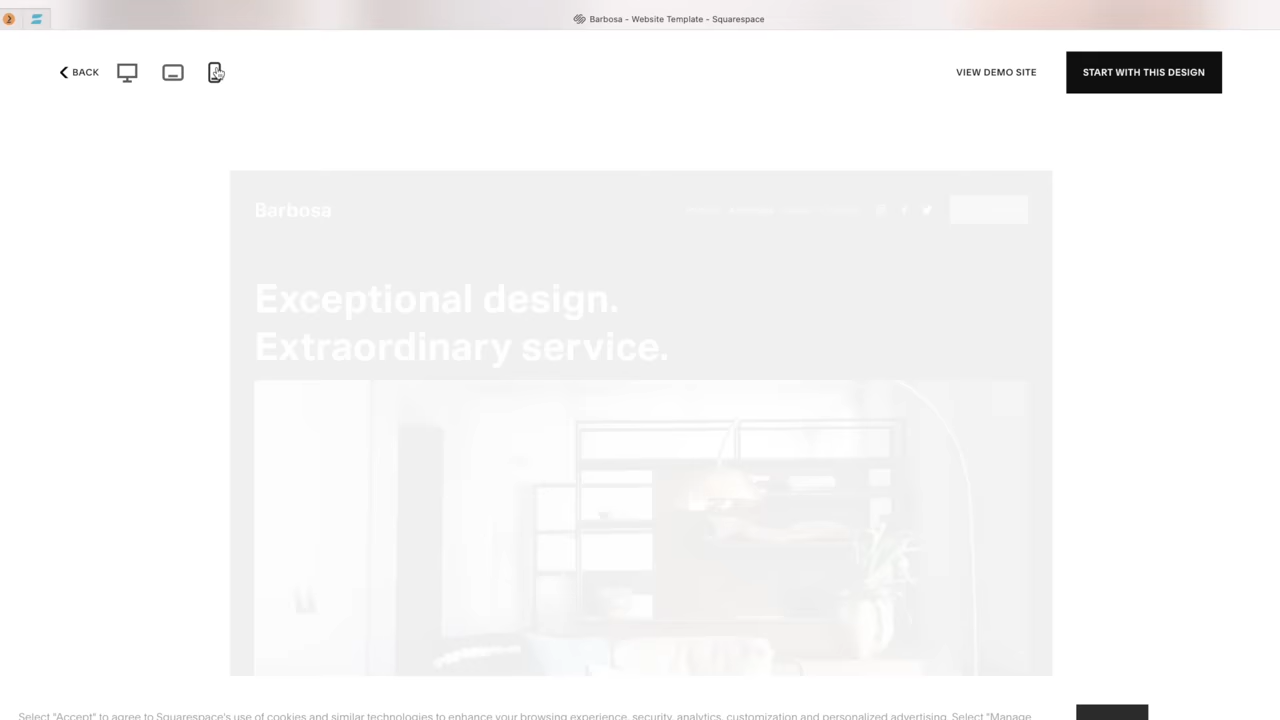 Barbosa - Website Template - Squarespace
BACK
VIEW DEMO SITE
START WITH THIS DESIGN
Barbosa
Exceptional design.
Extraordinary service.
Select "Accept" to agree to Squarespace's use of cookies and similar technologies to enhance your browsing experience, security, analytics, customization and personalized advertising. Select "Manage